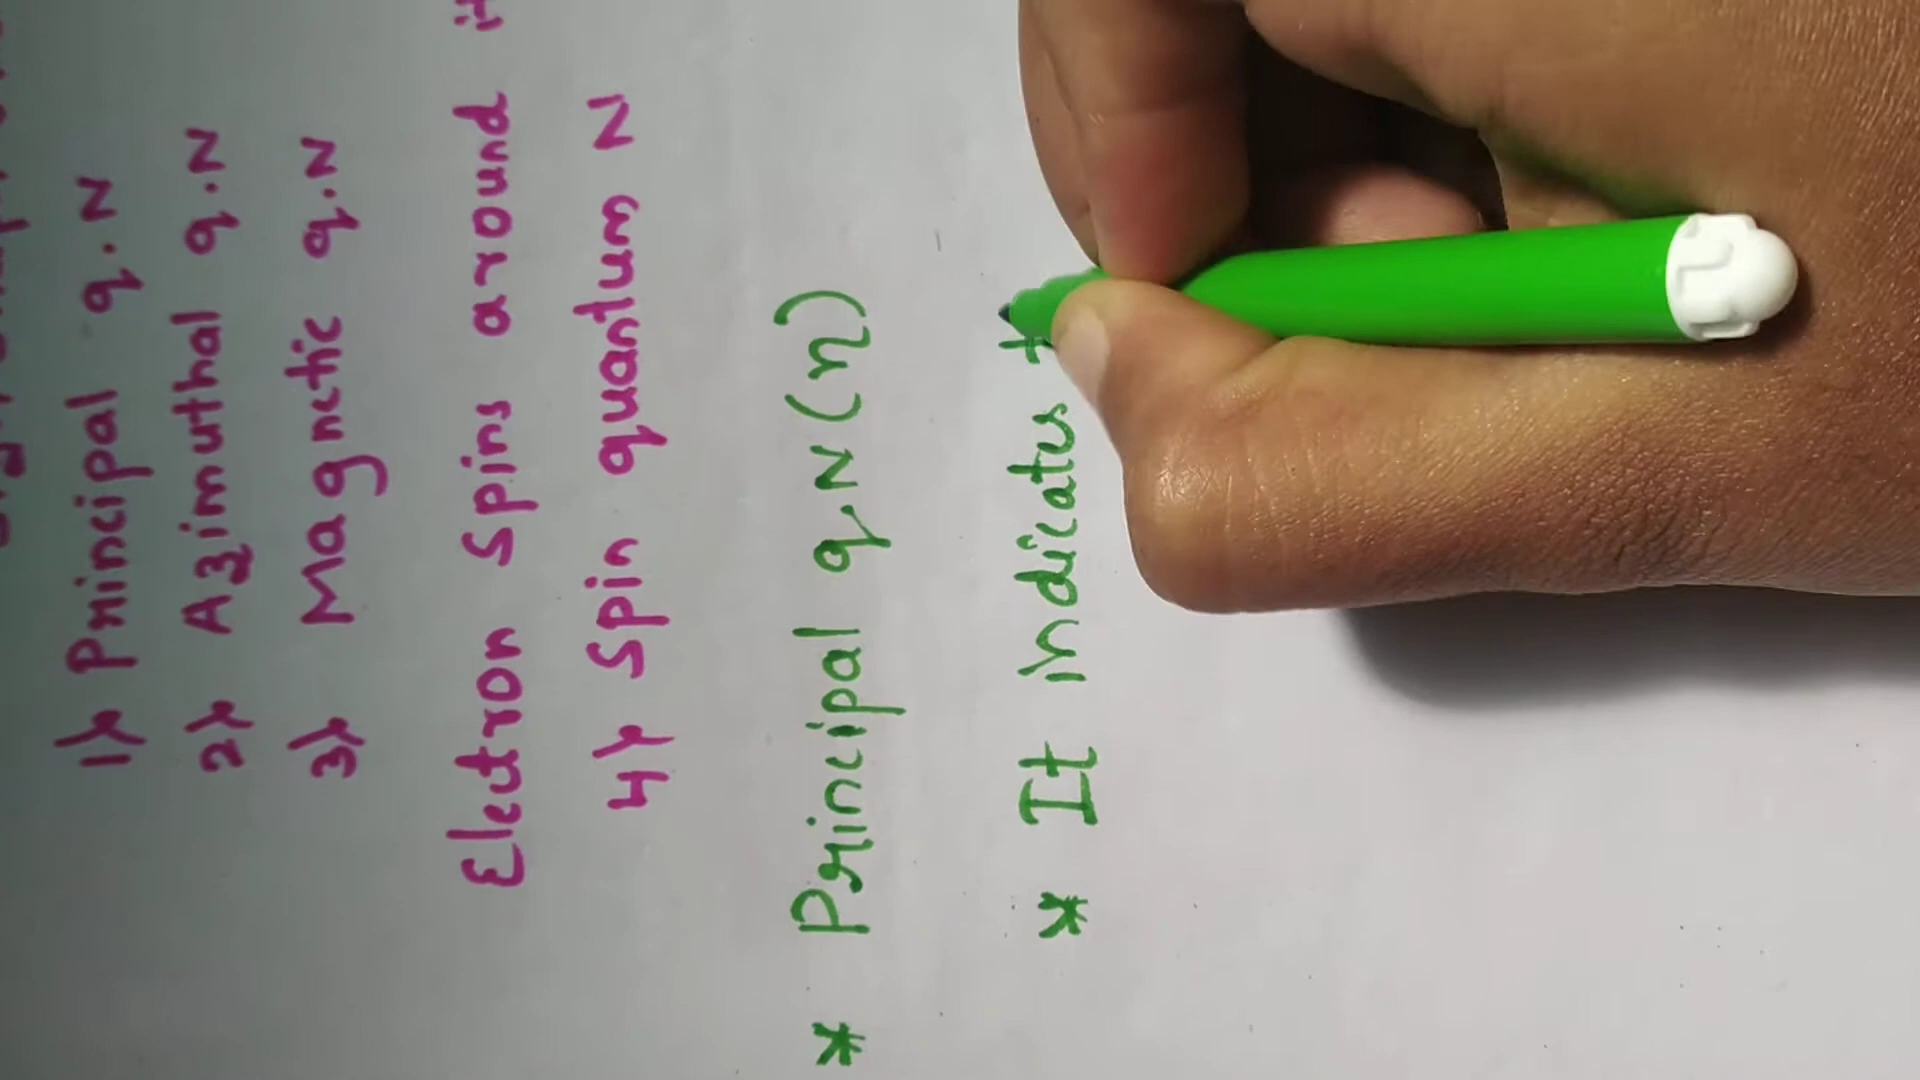 1} Principal q.N
2} Azimuthal q.N
3} Magnetic q.N
Electron Spins around
4} Spin quantum N
* Principal q.N (n)
* It indicates